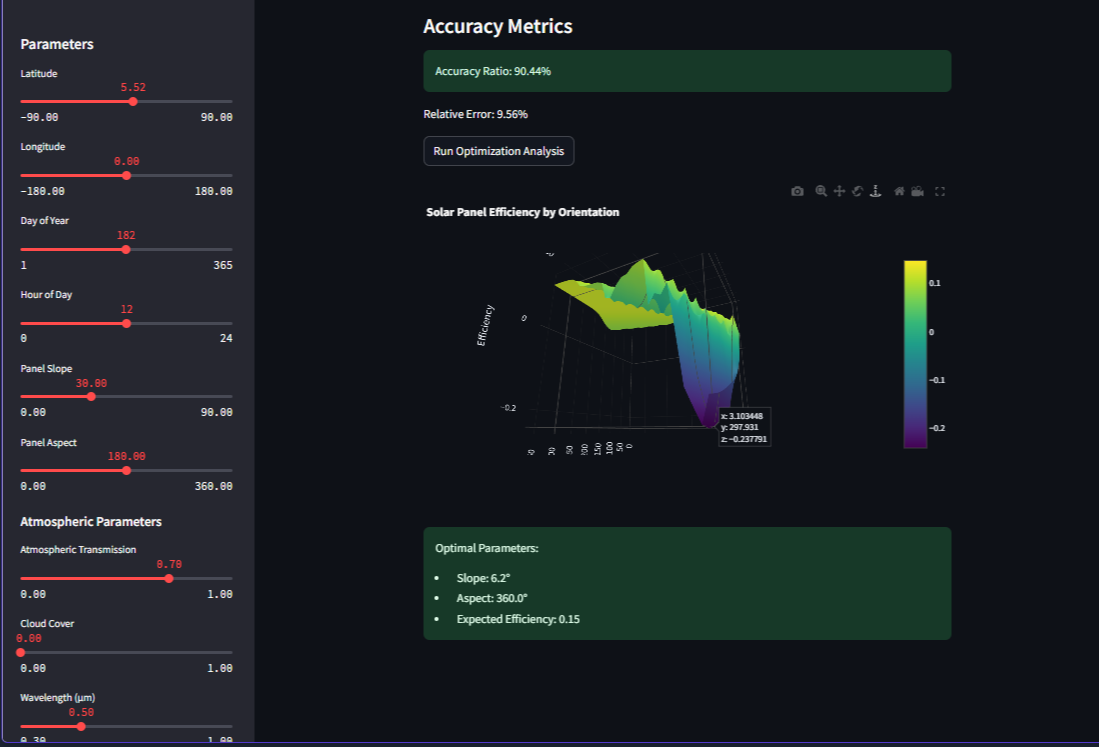 Parameters
Latitude
5.52
-90.00 90.00
Longitude
0.00
-180.00 180.00
Day of Year
182
1 365
Hour of Day
12
0 24
Panel Slope
30.00
0.00 90.00
Panel Aspect
180.00
0.00 360.00
Atmospheric Parameters
Atmospheric Transmission
0.70
0.00 1.00
Cloud Cover
0.00
0.00 1.00
Wavelength (μm)
0.50
0.30 1.00
Accuracy Metrics
Accuracy Ratio: 90.44%
Relative Error: 9.56%
Run Optimization Analysis
Solar Panel Efficiency by Orientation
Efficiency
0
−0.2
150
100
50
0
x: 3.103448
y: 297.931
z: −0.237791
0.1
0
−0.1
−0.2
Optimal Parameters:
• Slope: 6.2°
• Aspect: 360.0°
• Expected Efficiency: 0.15